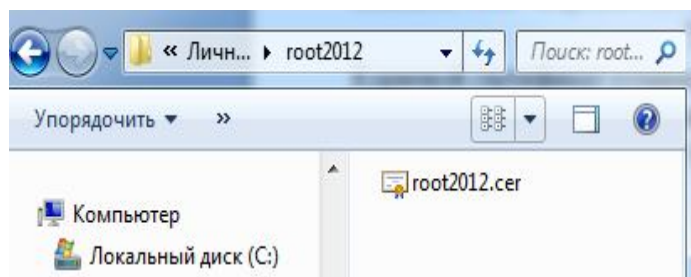 « Личн... ▸ root2012
Поиск: root...
Упорядочить ▾ »
root2012.cer
Компьютер
Локальный диск (C:)